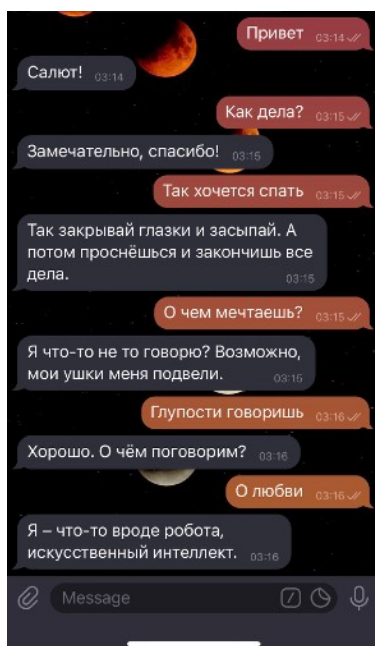 Привет 03:14
Салют! 03:14
Как дела? 03:15
Замечательно, спасибо! 03:15
Так хочется спать 03:15
Так закрывай глазки и засыпай. А
потом проснёшься и закончишь все
дела. 03:15
О чем мечтаешь? 03:15
Я что-то не то говорю? Возможно,
мои ушки меня подвели. 03:15
Глупости говоришь 03:16
Хорошо. О чём поговорим? 03:16
О любви 03:16
Я – что-то вроде робота,
искусственный интеллект. 03:16
Message